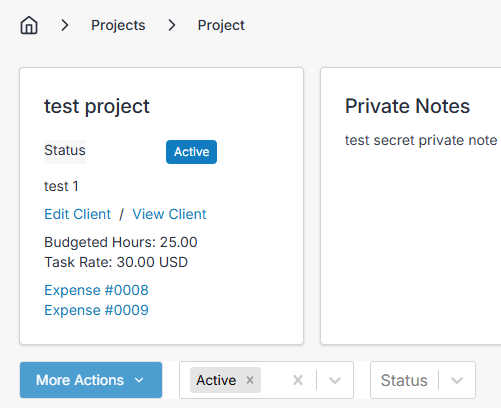 Projects Project
test project
Status Active
test 1
Edit Client / View Client
Budgeted Hours: 25.00
Task Rate: 30.00 USD
Expense #0008
Expense #0009
Private Notes
test secret private note
More Actions Active Status